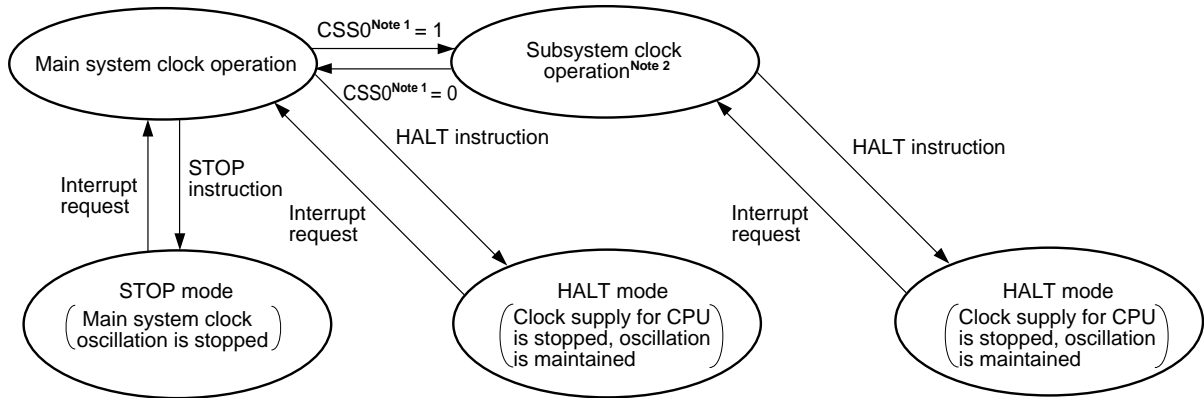 CSS0Note 1 = 1
Main system clock operation
Subsystem clock
operationNote 2
CSS0Note 1 = 0
HALT instruction
HALT instruction
Interrupt
request
STOP
instruction
Interrupt
request
Interrupt
request
STOP mode
Main system clock
oscillation is stopped
HALT mode
Clock supply for CPU
is stopped, oscillation
is maintained
HALT mode
Clock supply for CPU
is stopped, oscillation
is maintained